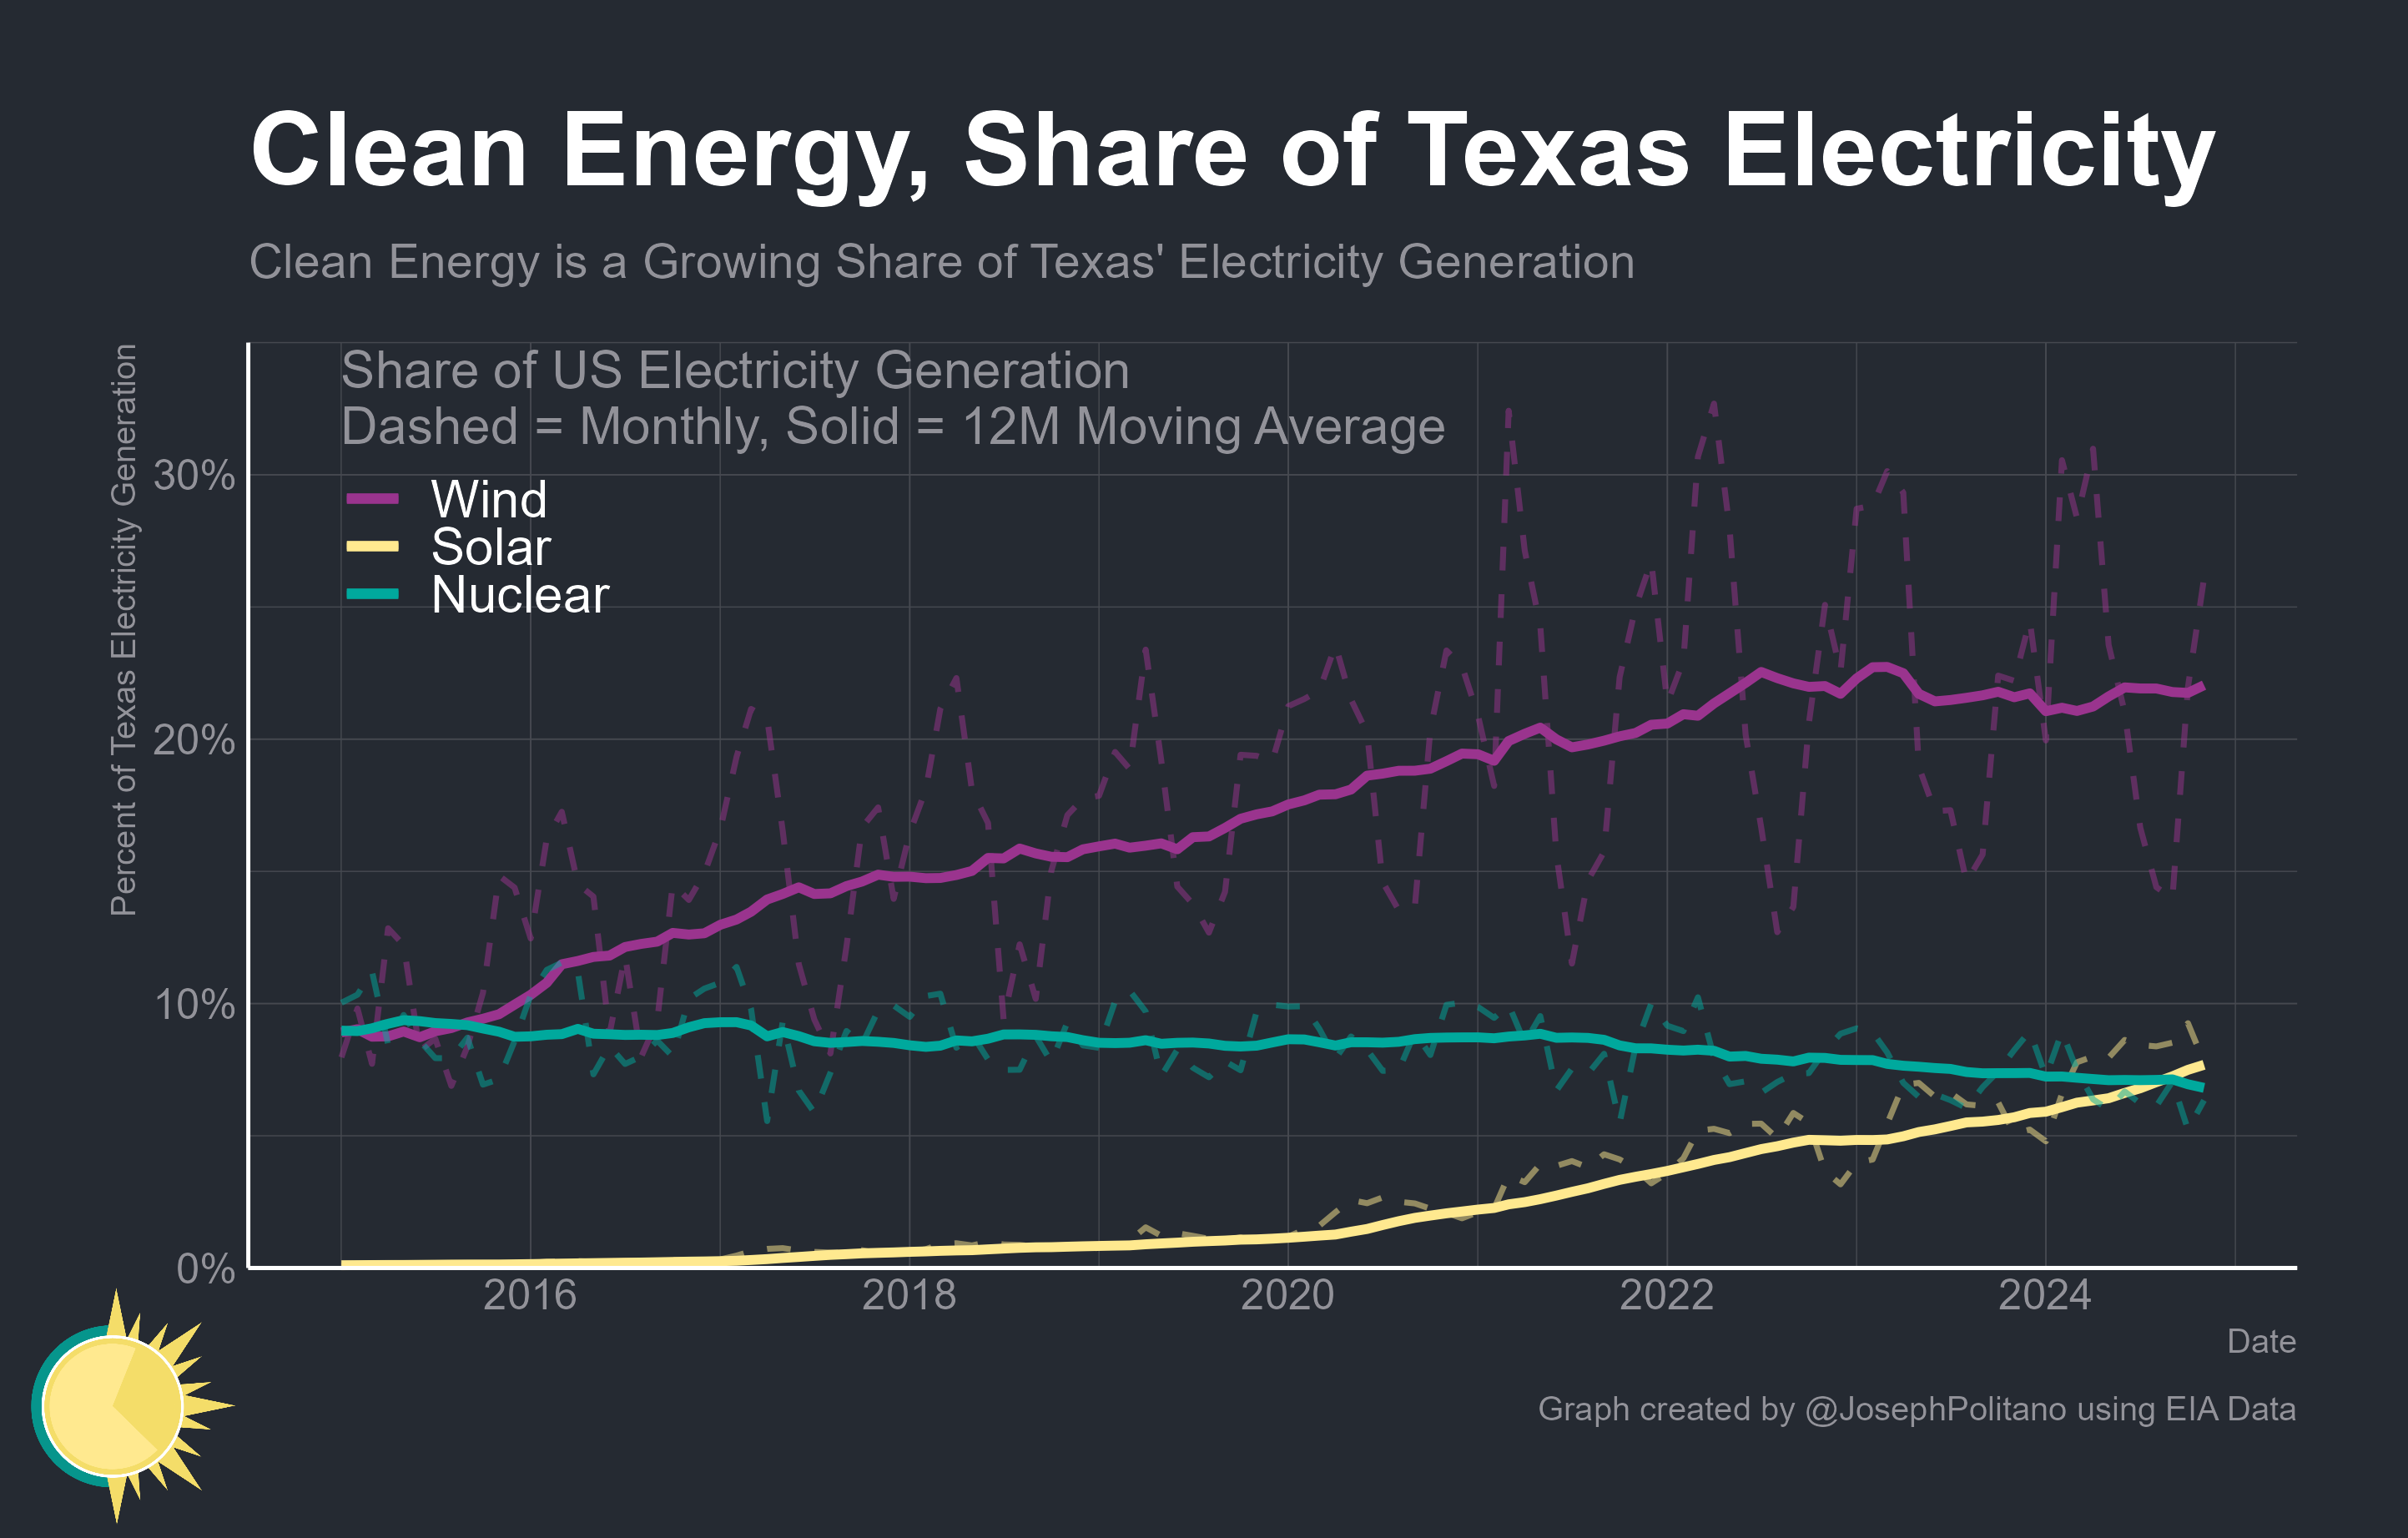 Clean Energy, Share of Texas Electricity
Clean Energy is a Growing Share of Texas' Electricity Generation
Percent of Texas Electricity Generation
Share of US Electricity Generation
Dashed = Monthly, Solid = 12M Moving Average
Wind
Solar
Nuclear
30%
20%
10%
0%
2016 2018 2020 2022 2024
Date
Graph created by @JosephPolitano using EIA Data